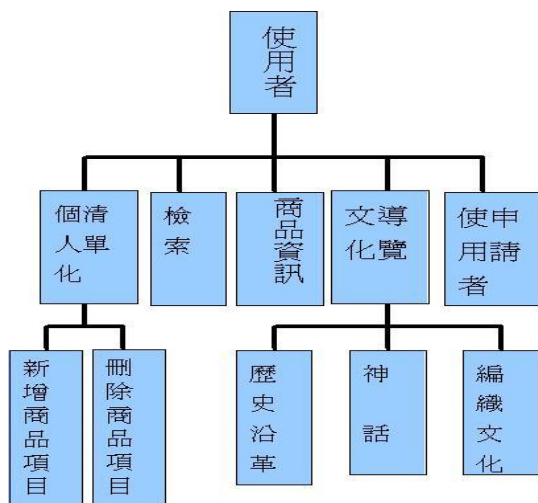 使用者
個人化清單
檢索
商品資訊
文化導覽
使用者申請
新增商品項目
刪除商品項目
歷史沿革
神話
編織文化